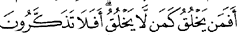 أَفَمَن يَخْلُقُ كَمَن لَّا يَخْلُقُ ۗ أَفَلَا تَذَكَّرُونَ